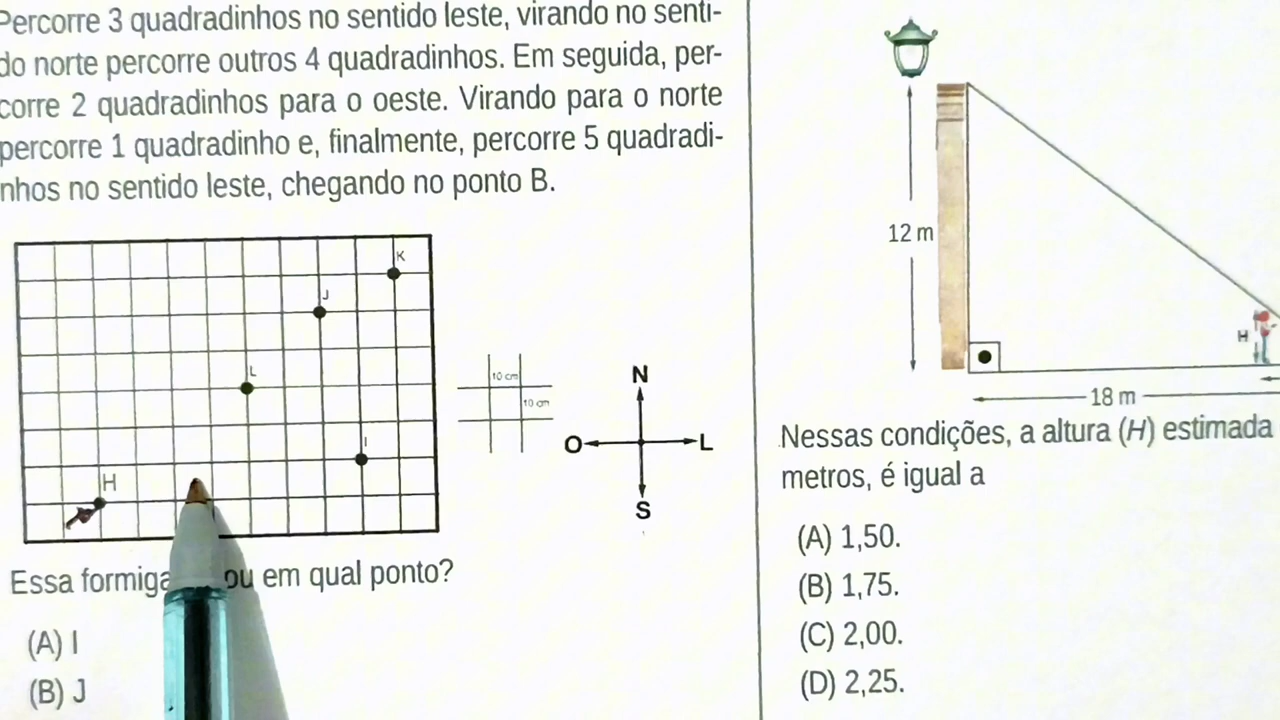 Percorre 3 quadradinhos no sentido leste, virando no senti-
do norte percorre outros 4 quadradinhos. Em seguida, per-
corre 2 quadradinhos para o oeste. Virando para o norte
percorre 1 quadradinho e, finalmente, percorre 5 quadradi-
nhos no sentido leste, chegando no ponto B.
K
J
L
I
H
10 cm
10 cm
N
O
L
S
Essa formiga ou em qual ponto?
(A) I
(B) J
12 m
H
18 m
Nessas condições, a altura (H) estimada
metros, é igual a
(A) 1,50.
(B) 1,75.
(C) 2,00.
(D) 2,25.